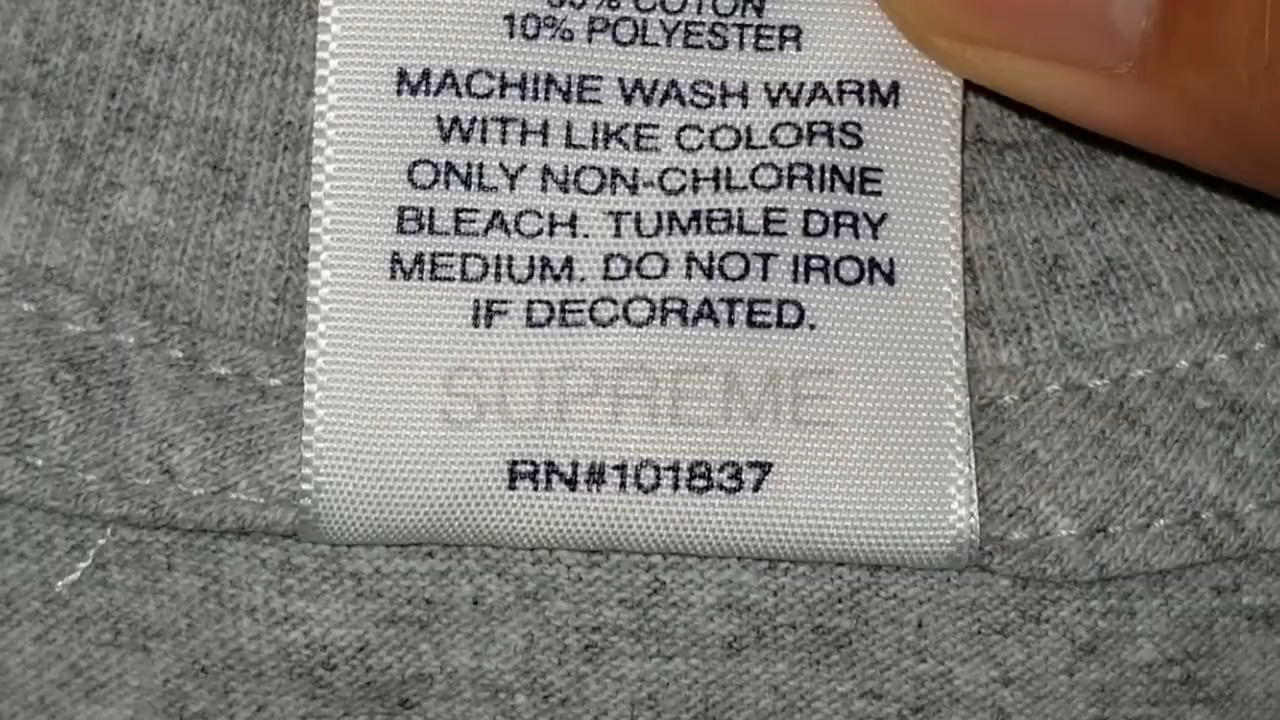 10% POLYESTER
MACHINE WASH WARM
WITH LIKE COLORS
ONLY NON-CHLORINE
BLEACH. TUMBLE DRY
MEDIUM. DO NOT IRON
IF DECORATED.
SUPREME
RN#101837